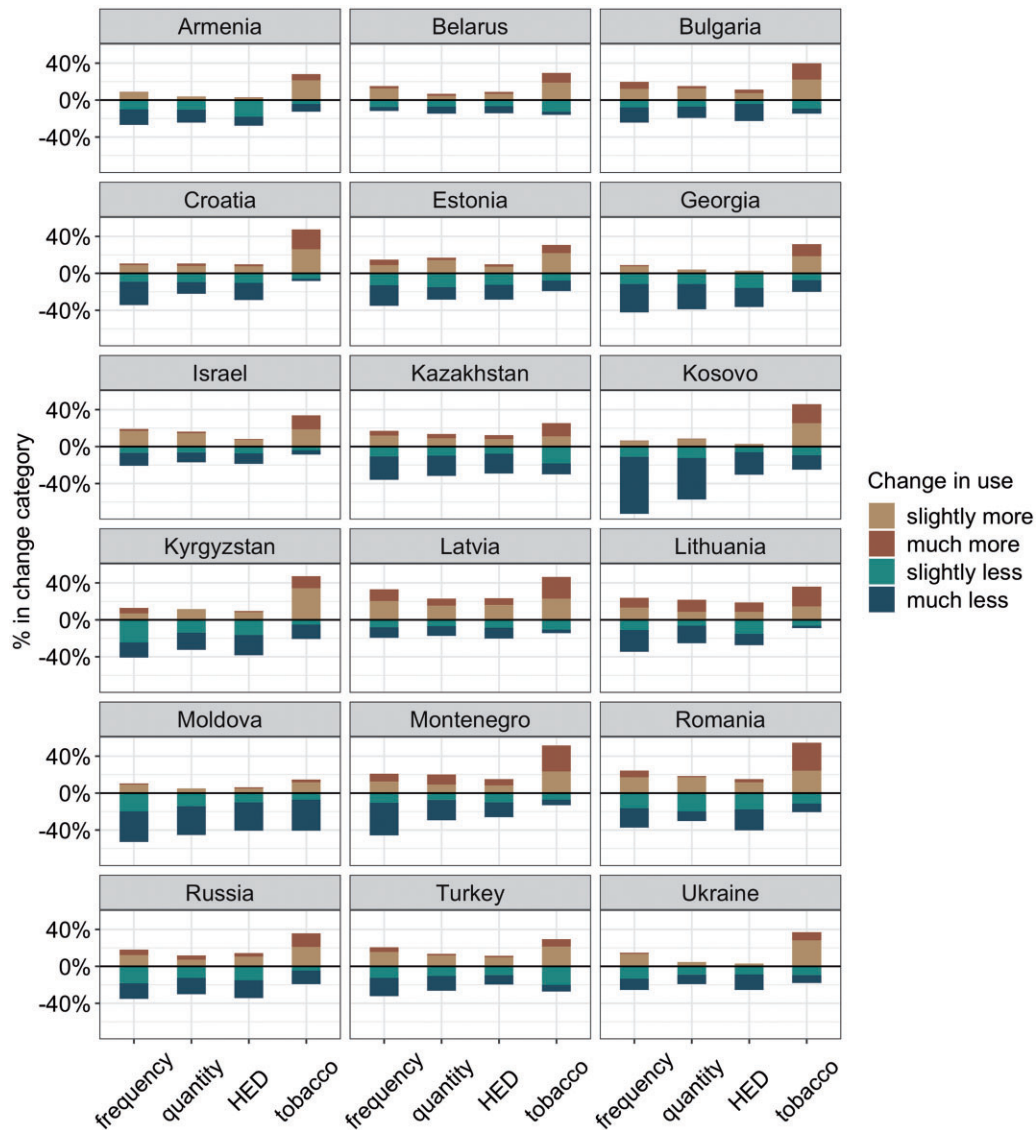 Armenia
Belarus
Bulgaria
40%
0%
-40%
Croatia
Estonia
Georgia
40%
0%
-40%
Israel
Kazakhstan
Kosovo
40%
0%
-40%
% in change category
Kyrgyzstan
Latvia
Lithuania
40%
0%
-40%
Moldova
Montenegro
Romania
40%
0%
-40%
Russia
Turkey
Ukraine
40%
0%
-40%
frequency
quantity
HED
tobacco
frequency
quantity
HED
tobacco
frequency
quantity
HED
tobacco
Change in use
slightly more
much more
slightly less
much less